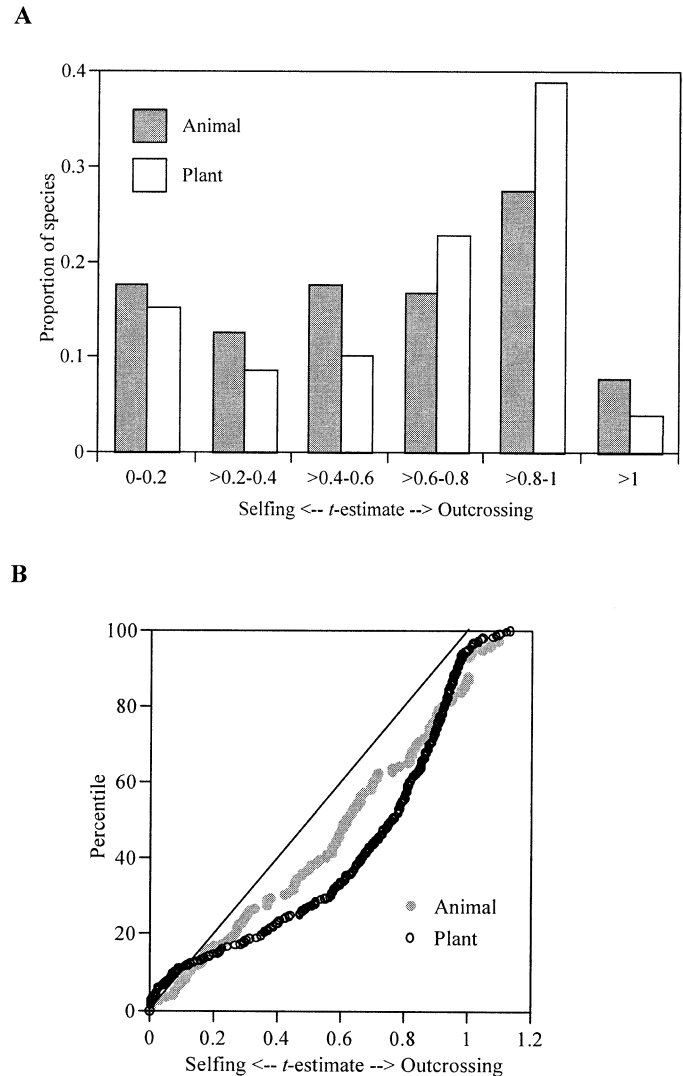 A
0.4
0.3
0.2
0.1
0
Proportion of species
Animal
Plant
0-0.2 >0.2-0.4 >0.4-0.6 >0.6-0.8 >0.8-1 >1
Selfing <-- t-estimate --> Outcrossing
B
100
80
60
40
20
0
Percentile
Animal
Plant
0 0.2 0.4 0.6 0.8 1 1.2
Selfing <-- t-estimate --> Outcrossing